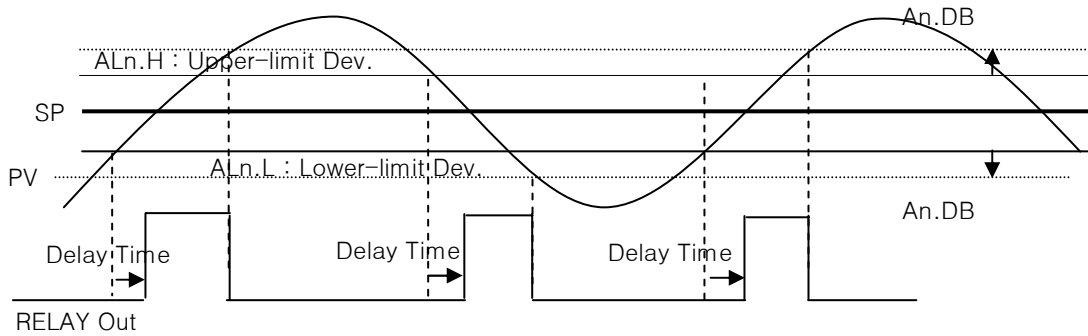 An.DB
ALn.H : Upper-limit Dev.
SP
ALn.L : Lower-limit Dev.
PV
An.DB
Delay Time
Delay Time
Delay Time
RELAY Out